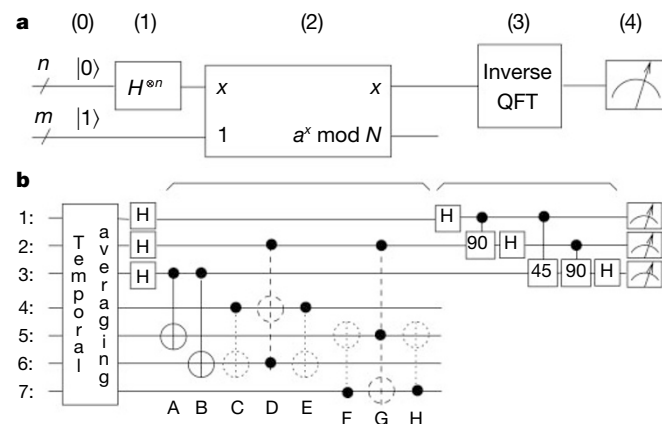 a
(0) (1) (2) (3) (4)
n |0⟩ H⊗n x x Inverse QFT
m |1⟩ 1 a^x mod N
b
Temporal averaging
1: H H
2: H 90 H
3: H 45 90 H
4:
5:
6:
7:
A B C D E F G H